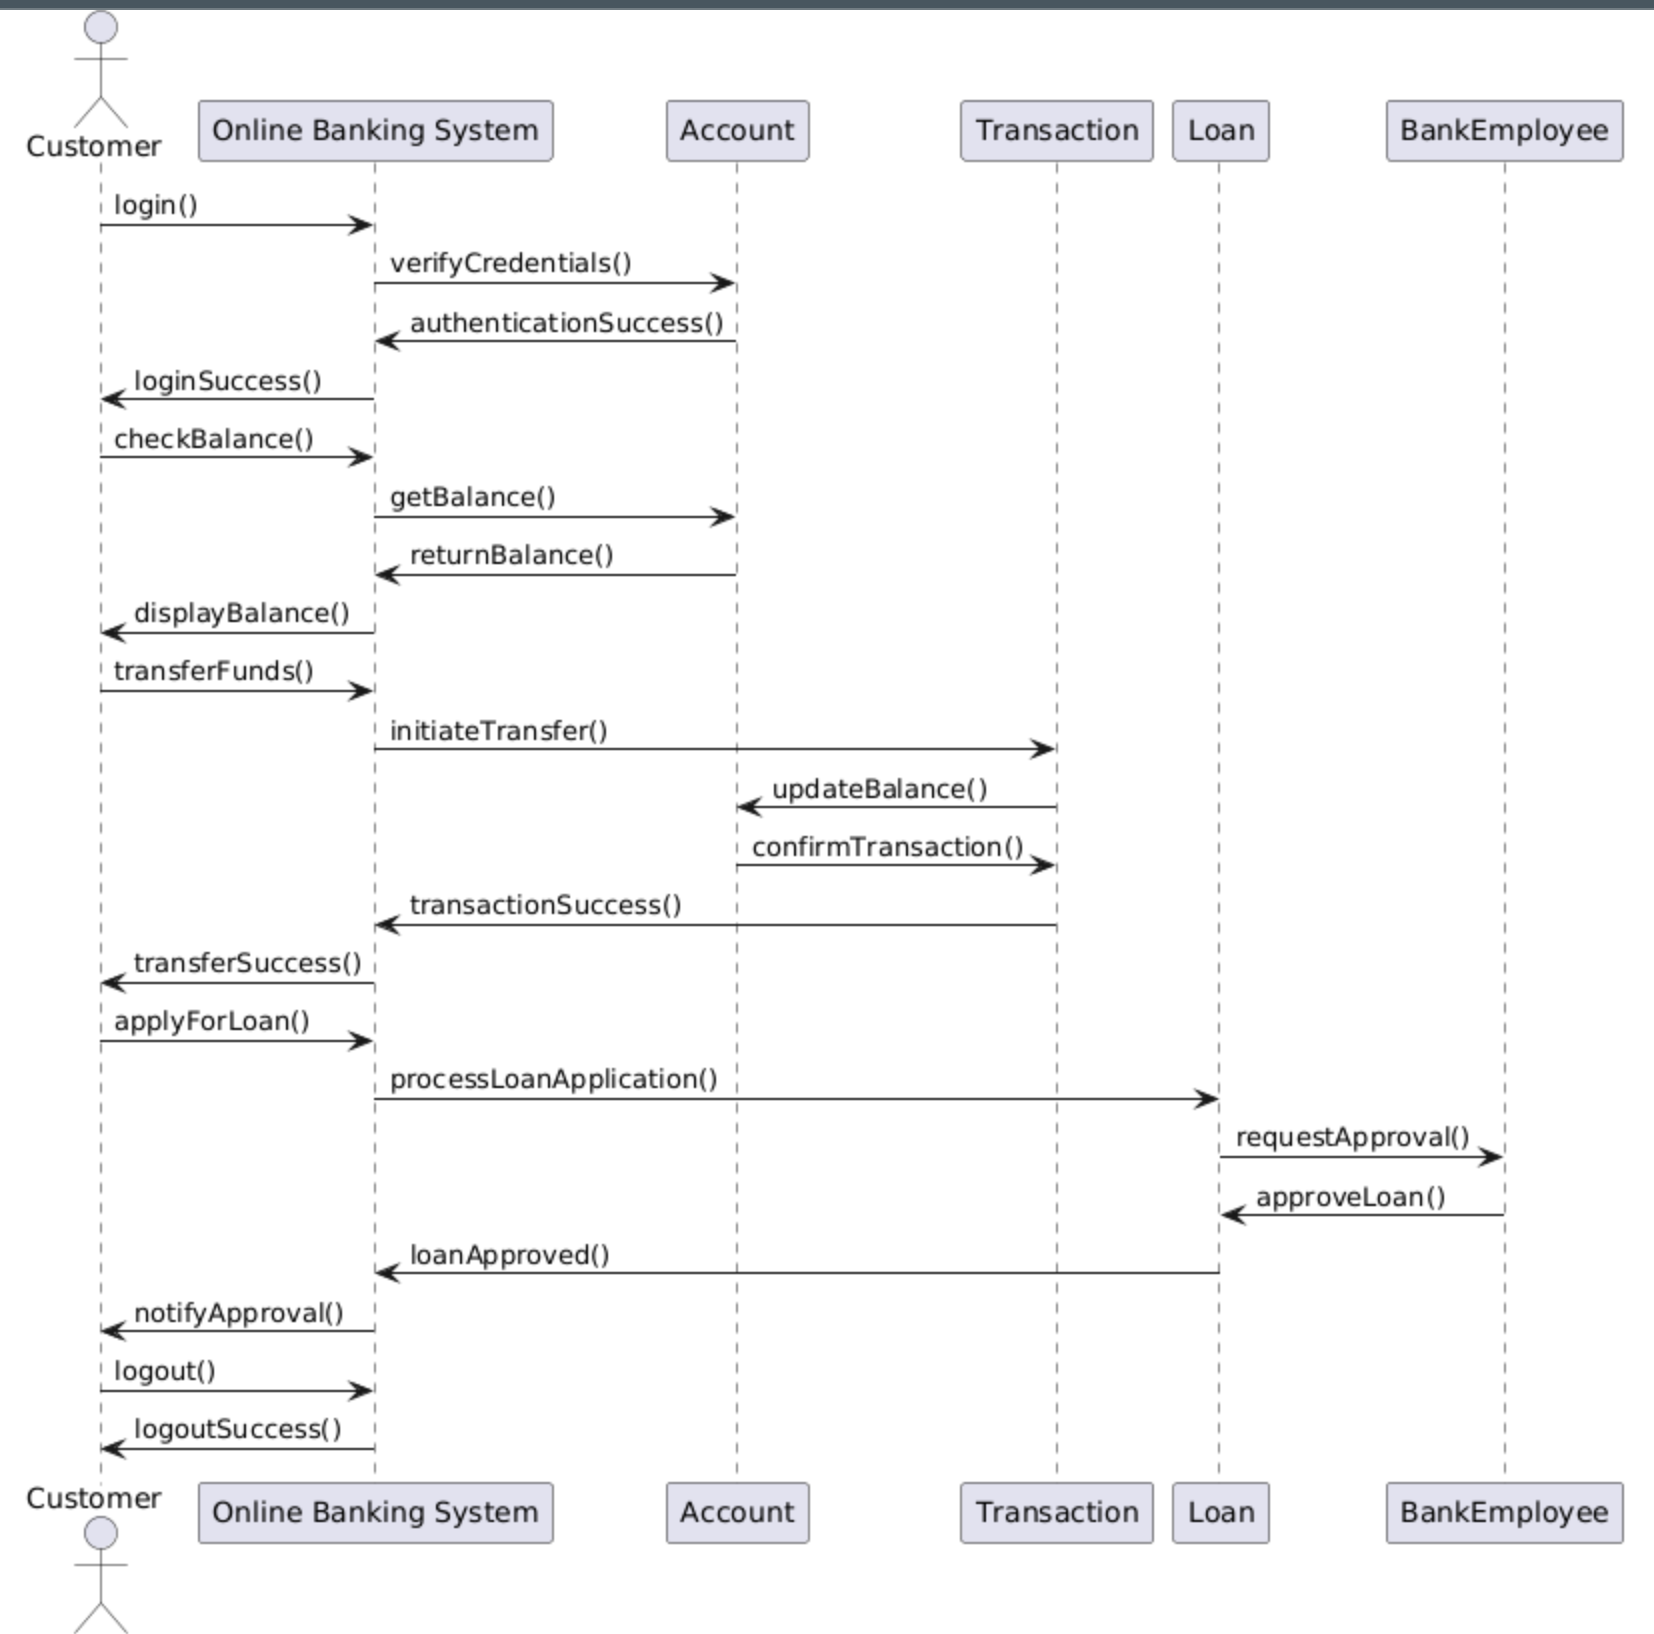 Customer
Online Banking System
Account
Transaction
Loan
BankEmployee
login()
verifyCredentials()
authenticationSuccess()
loginSuccess()
checkBalance()
getBalance()
returnBalance()
displayBalance()
transferFunds()
initiateTransfer()
updateBalance()
confirmTransaction()
transactionSuccess()
transferSuccess()
applyForLoan()
processLoanApplication()
requestApproval()
approveLoan()
loanApproved()
notifyApproval()
logout()
logoutSuccess()
Customer
Online Banking System
Account
Transaction
Loan
BankEmployee